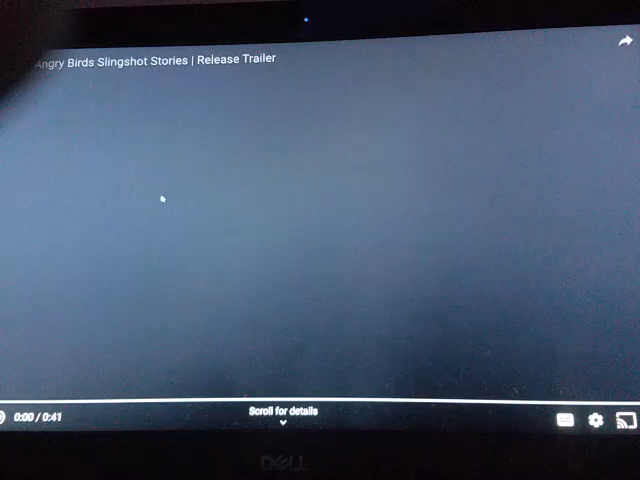 Angry Birds Slingshot Stories | Release Trailer
0:00 / 0:41
Scroll for details
DELL